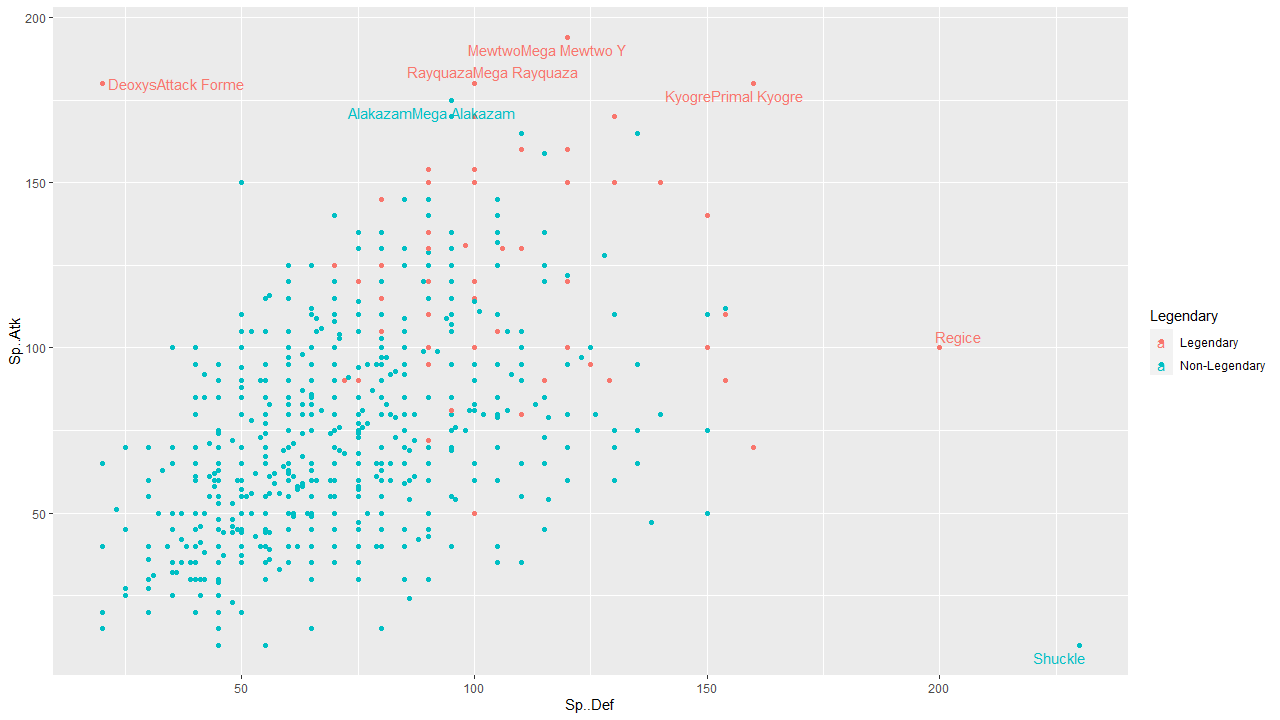 200
MewtwoMega Mewtwo Y
RayquazaMega Rayquaza
DeoxysAttack Forme
KyogrePrimal Kyogre
AlakazamMega Alakazam
150
Sp..Atk
100
Regice
50
Shuckle
50
100
150
200
Sp..Def
Legendary
a Legendary
a Non-Legendary